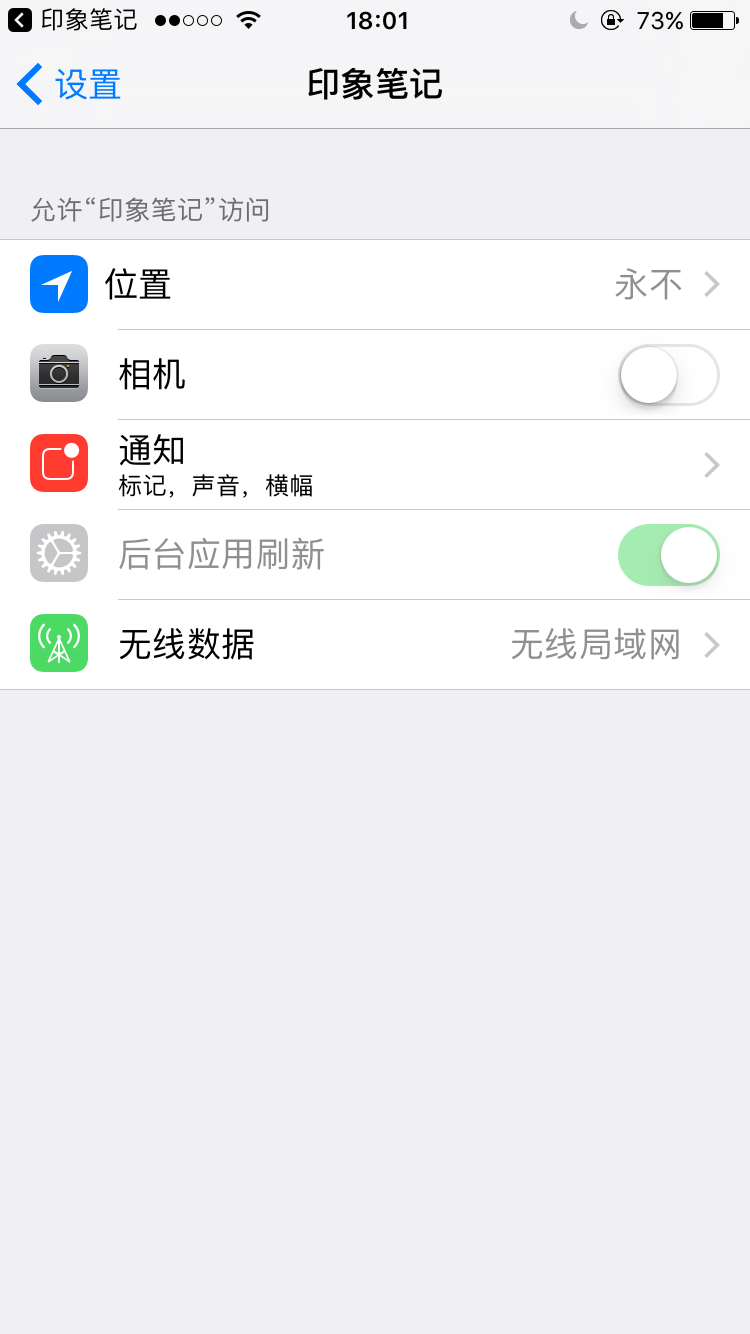 印象笔记 18:01 73%
设置 印象笔记
允许“印象笔记”访问
位置 永不
相机
通知
标记，声音，横幅
后台应用刷新
无线数据 无线局域网